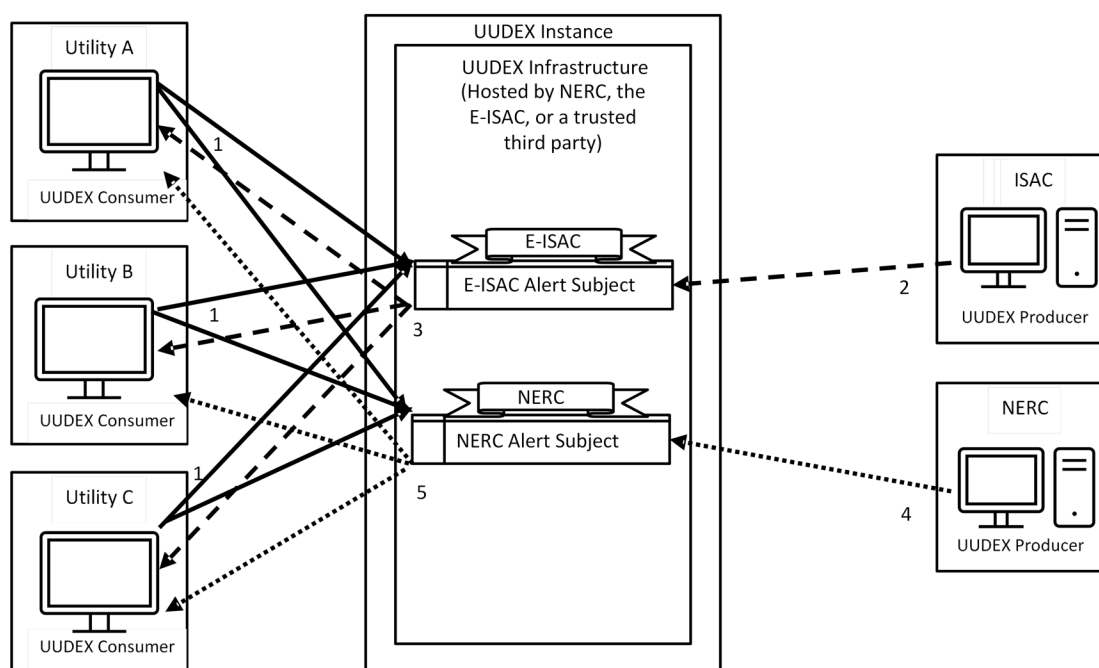 Utility A
UUDEX Consumer
1
Utility B
UUDEX Consumer
1
Utility C
UUDEX Consumer
1
UUDEX Instance
UUDEX Infrastructure
(Hosted by NERC, the
E-ISAC, or a trusted
third party)
E-ISAC
E-ISAC Alert Subject
3
NERC
NERC Alert Subject
5
ISAC
UUDEX Producer
2
NERC
UUDEX Producer
4